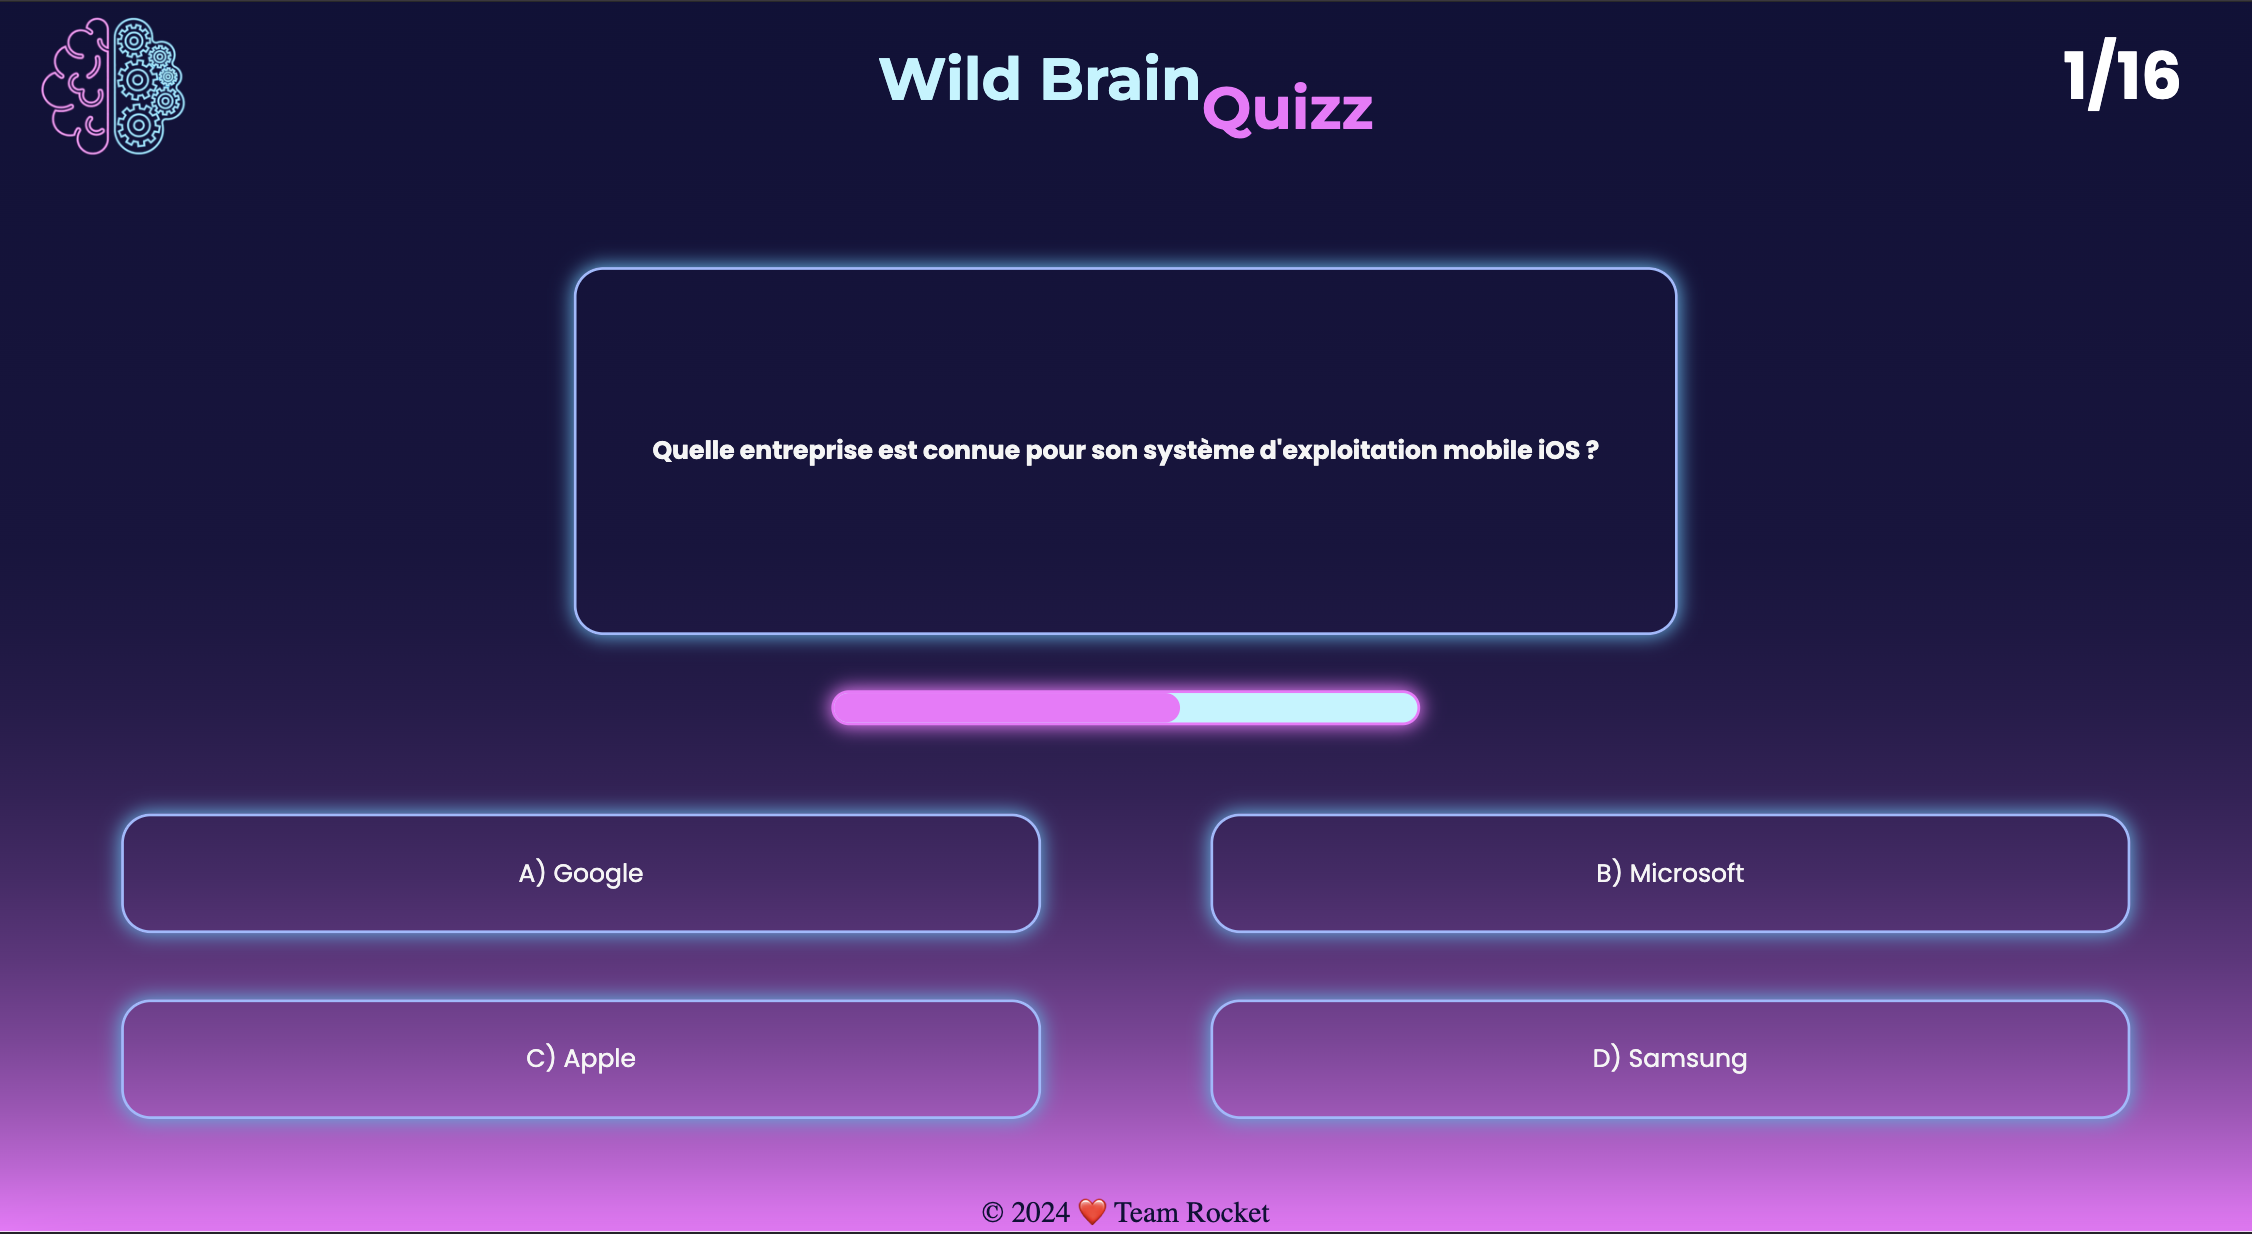 Wild Brain Quizz
1/16
Quelle entreprise est connue pour son système d'exploitation mobile iOS ?
A) Google
B) Microsoft
C) Apple
D) Samsung
© 2024 ❤️ Team Rocket